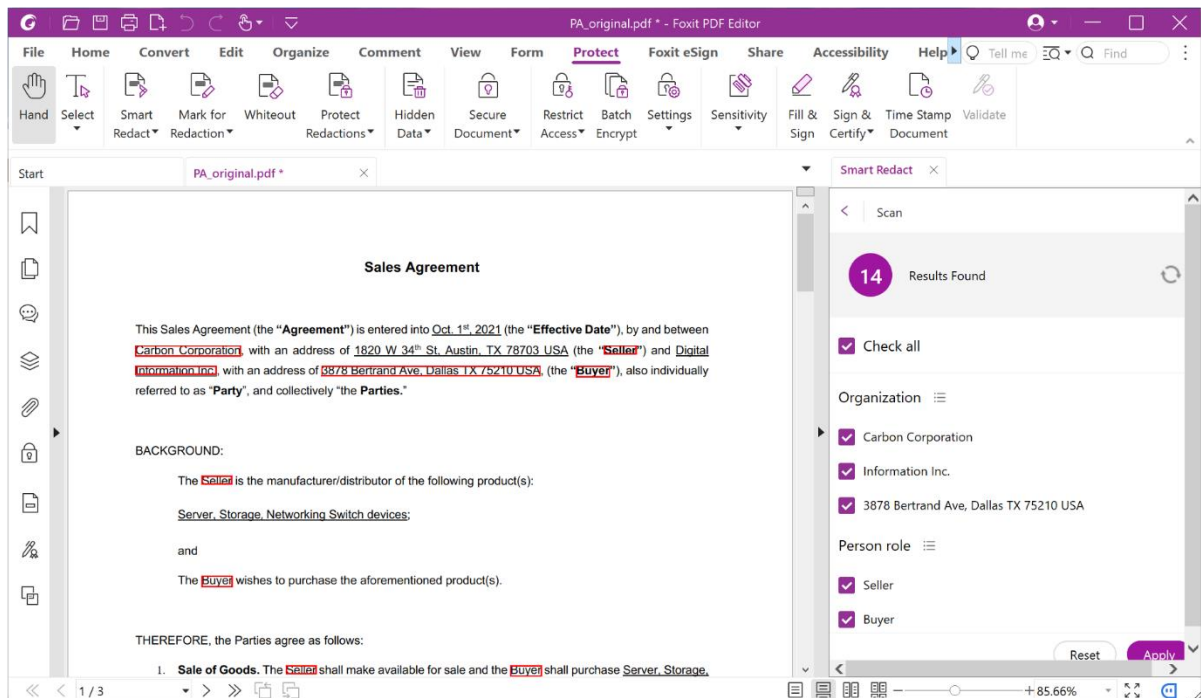 PA_original.pdf * - Foxit PDF Editor
File Home Convert Edit Organize Comment View Form Protect Foxit eSign Share Accessibility Help Tell me Find
Hand Select Smart Redact Mark for Redaction Whiteout Protect Redactions Hidden Data Secure Document Restrict Access Batch Encrypt Settings Sensitivity Fill & Sign Sign & Certify Time Stamp Document Validate
Start PA_original.pdf * Smart Redact
Scan
14 Results Found
Check all
Organization
Carbon Corporation
Information Inc.
3878 Bertrand Ave, Dallas TX 75210 USA
Person role
Seller
Buyer
Reset Apply
Sales Agreement
This Sales Agreement (the “Agreement”) is entered into Oct. 1st, 2021 (the “Effective Date”), by and between
Carbon Corporation, with an address of 1820 W 34th St, Austin, TX 78703 USA (the “Seller”) and Digital
Information Inc, with an address of 3878 Bertrand Ave, Dallas TX 75210 USA, (the “Buyer”), also individually
referred to as “Party”, and collectively “the Parties.”
BACKGROUND:
The Seller is the manufacturer/distributor of the following product(s):
Server, Storage, Networking Switch devices;
and
The Buyer wishes to purchase the aforementioned product(s).
THEREFORE, the Parties agree as follows:
1. Sale of Goods. The Seller shall make available for sale and the Buyer shall purchase Server, Storage,
1 / 3 +85.66%